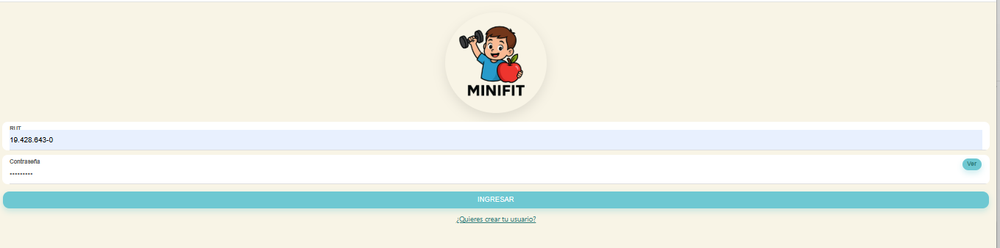 MINIFIT
RUT
19.428.643-0
Contraseña
•••••••••
Ver
INGRESAR
¿Quieres crear tu usuario?